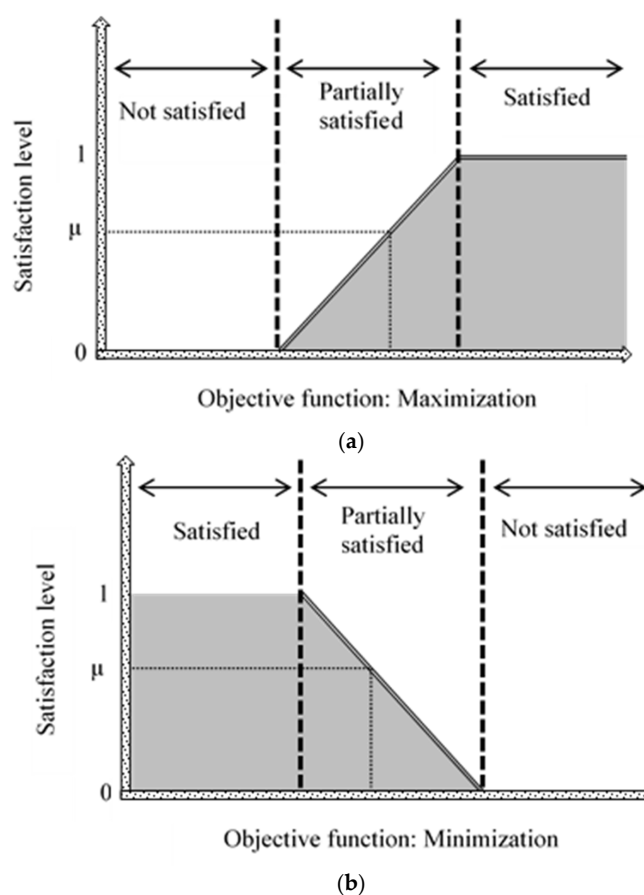 Not satisfied
Partially
satisfied
Satisfied
Satisfaction level
1
μ
0
Objective function: Maximization
(a)
Satisfied
Partially
satisfied
Not satisfied
Satisfaction level
1
μ
0
Objective function: Minimization
(b)